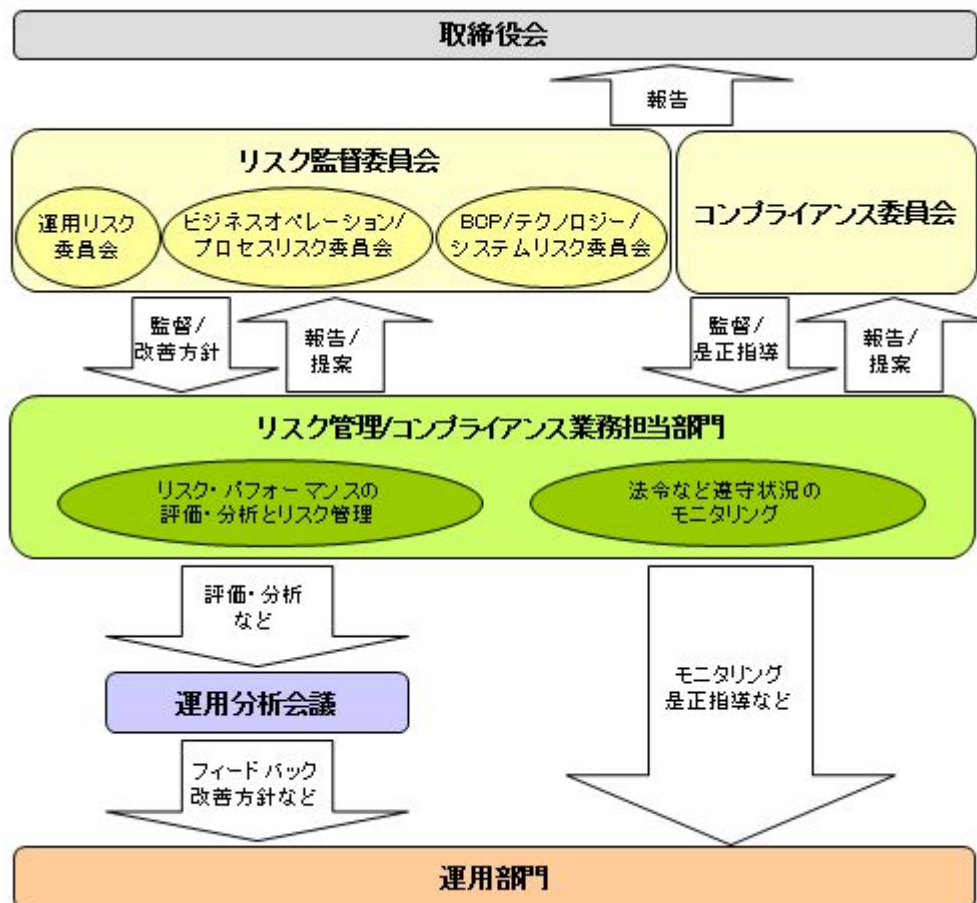 取締役会
報告
リスク監督委員会
運用リスク
委員会
ビジネスオペレーション/
プロセスリスク委員会
BCP/テクノロジー/
システムリスク委員会
コンプライアンス委員会
監督/
改善方針
報告/
提案
監督/
是正指導
報告/
提案
リスク管理/コンプライアンス業務担当部門
リスク・パフォーマンスの
評価・分析とリスク管理
法令など遵守状況の
モニタリング
評価・分析
など
運用分析会議
モニタリング
是正指導など
フィードバック
改善方針など
運用部門